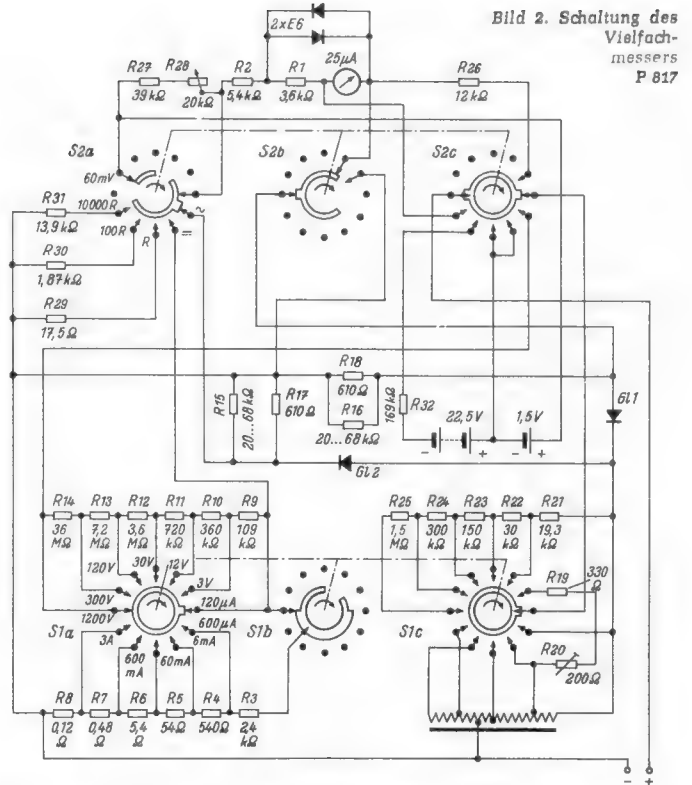 Bild 2. Schaltung des
Vielfach-
messers
P 817
2xE6
25µA
R27
39kΩ
R28
20kΩ
R2
5,4kΩ
R1
3,6kΩ
R26
12kΩ
S2a
S2b
S2c
60mV
R31
13,9kΩ
10000R
100R
R
=
~
R30
1,87kΩ
R29
17,5Ω
R18
610Ω
R15
20...68kΩ
R17
610Ω
R16
20...68kΩ
R32
169kΩ
22,5V
1,5V
- +
- +
Gl1
Gl2
R14
36
MΩ
R13
7,2
MΩ
R12
3,6
MΩ
R11
720
kΩ
R10
360
kΩ
R9
109
kΩ
R25
1,5
MΩ
R24
300
kΩ
R23
150
kΩ
R22
30
kΩ
R21
19,3
kΩ
120V
30V
12V
3V
300V
1200V
120µA
600µA
6mA
3A
600
mA
60mA
S1a
S1b
S1c
R19
330
Ω
R20
200Ω
R8
0,12
Ω
R7
0,48
Ω
R6
5,4
Ω
R5
54Ω
R4
540Ω
R3
2,4
kΩ
- +